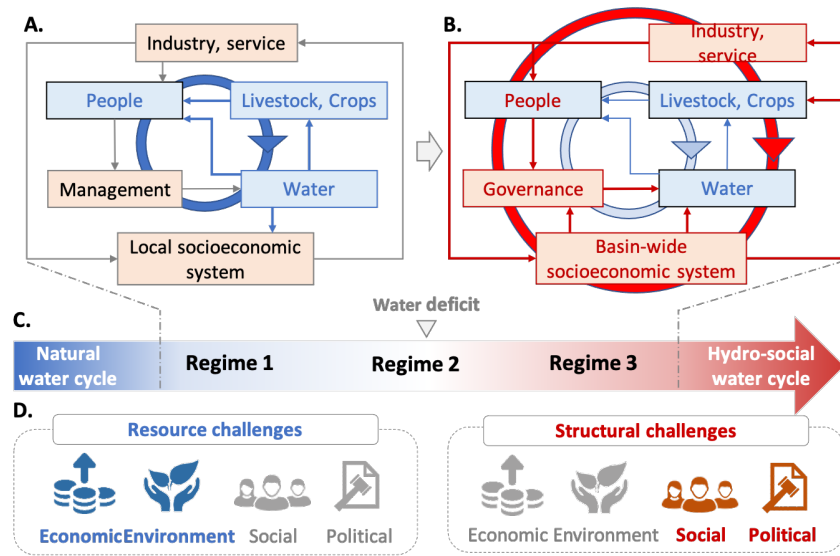 A.
Industry, service
People
Livestock, Crops
Management
Water
Local socioeconomic
system
B.
Industry,
service
People
Livestock, Crops
Governance
Water
Basin-wide
socioeconomic system
Water deficit
C.
Natural
water cycle
Regime 1
Regime 2
Regime 3
Hydro-social
water cycle
D.
Resource challenges
Economic
Environment
Social
Political
Structural challenges
Economic
Environment
Social
Political